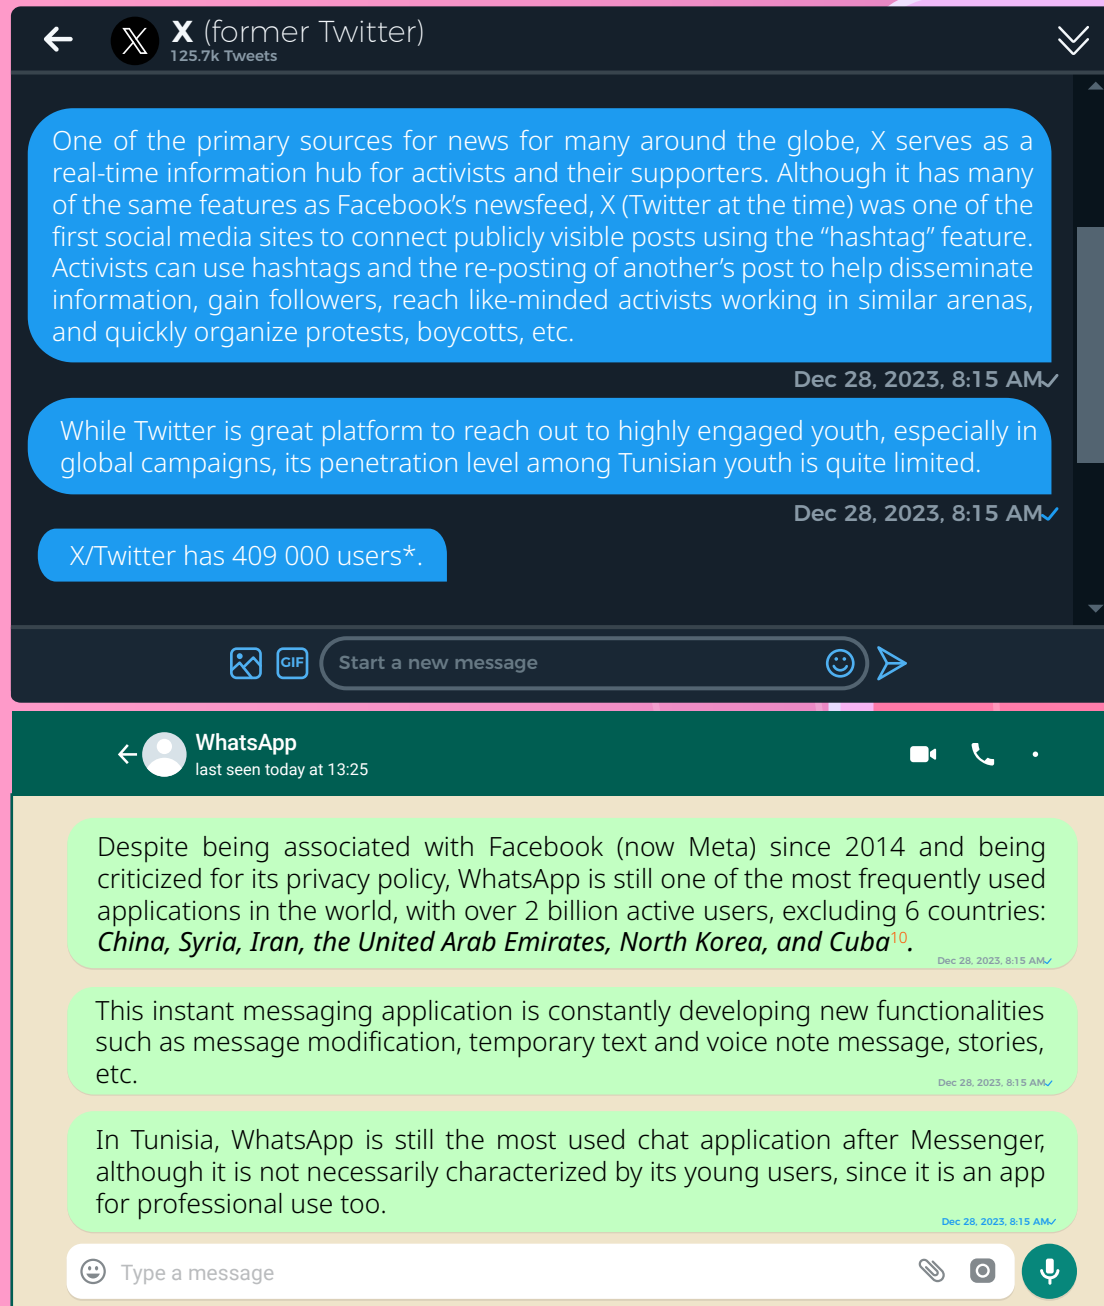 X (former Twitter)
125.7k Tweets
One of the primary sources for news for many around the globe, X serves as a
real-time information hub for activists and their supporters. Although it has many
of the same features as Facebook’s newsfeed, X (Twitter at the time) was one of the
first social media sites to connect publicly visible posts using the “hashtag” feature.
Activists can use hashtags and the re-posting of another’s post to help disseminate
information, gain followers, reach like-minded activists working in similar arenas,
and quickly organize protests, boycotts, etc.
Dec 28, 2023, 8:15 AM
While Twitter is great platform to reach out to highly engaged youth, especially in
global campaigns, its penetration level among Tunisian youth is quite limited.
Dec 28, 2023, 8:15 AM
X/Twitter has 409 000 users*.
GIF
Start a new message
WhatsApp
last seen today at 13:25
Despite being associated with Facebook (now Meta) since 2014 and being
criticized for its privacy policy, WhatsApp is still one of the most frequently used
applications in the world, with over 2 billion active users, excluding 6 countries:
China, Syria, Iran, the United Arab Emirates, North Korea, and Cuba10.
Dec 28, 2023, 8:15 AM
This instant messaging application is constantly developing new functionalities
such as message modification, temporary text and voice note message, stories,
etc.
Dec 28, 2023, 8:15 AM
In Tunisia, WhatsApp is still the most used chat application after Messenger,
although it is not necessarily characterized by its young users, since it is an app
for professional use too.
Dec 28, 2023, 8:15 AM
Type a message